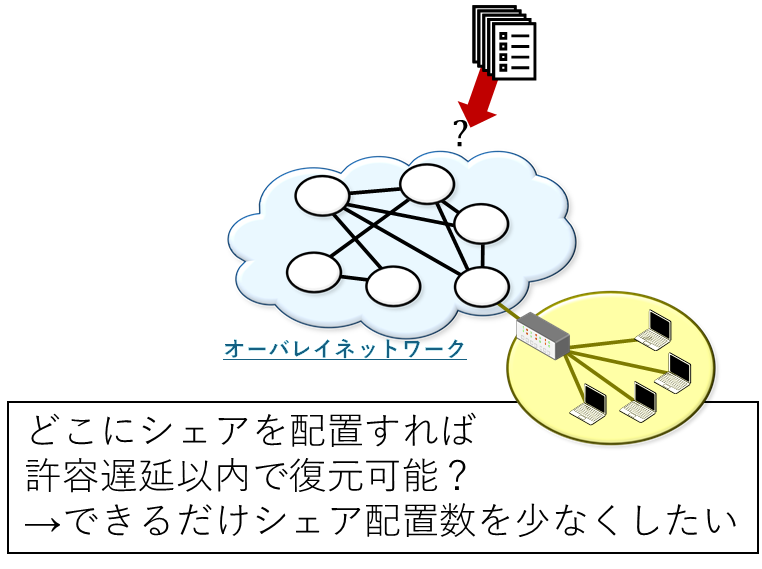 ?
オーバレイネットワーク
どこにシェアを配置すれば
許容遅延以内で復元可能？
→できるだけシェア配置数を少なくしたい